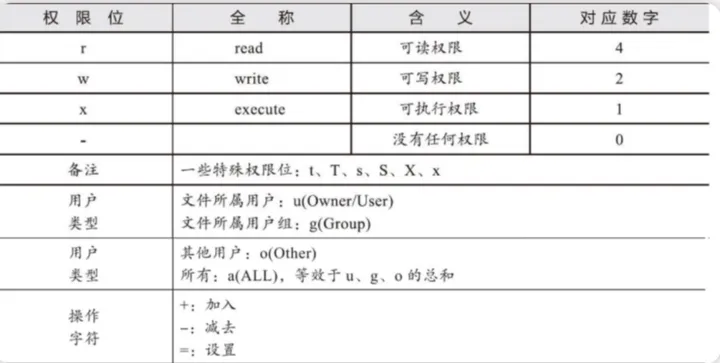 权限位 全称 含义 对应数字
r read 可读权限 4
w write 可写权限 2
x execute 可执行权限 1
- 没有任何权限 0
备注 一些特殊权限位：t、T、s、S、X、x
用户 文件所属用户：u(Owner/User)
类型 文件所属用户组：g(Group)
用户 其他用户：o(Other)
类型 所有：a(ALL)，等效于 u、g、o 的总和
+：加入
操作
-：减去
字符
=：设置